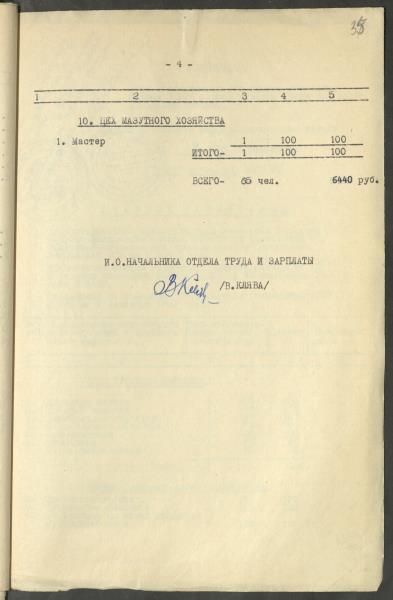 - 4 -
1 2 3 4 5
10. ЦЕХ МАЗУТНОГО ХОЗЯЙСТВА
1. Мастер 1 100 100
ИТОГО- 1 100 100
ВСЕГО- 65 чел. 6440 руб.
И.О.НАЧАЛЬНИКА ОТДЕЛА ТРУДА И ЗАРПЛАТЫ
/В.КЛЯВА/